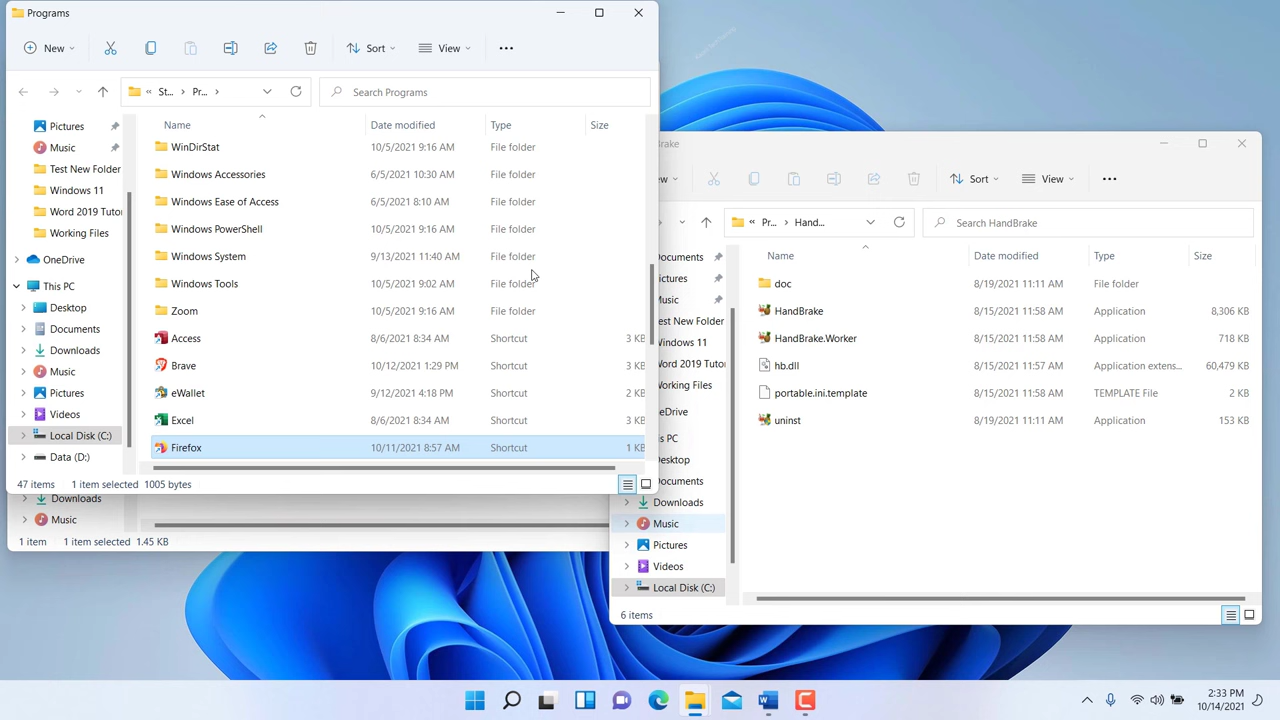 Programs
New
Sort
View
St...
Pr...
Search Programs
Name
Date modified
Type
Size
Pictures
Music
Test New Folder
Windows 11
Word 2019 Tutor
Working Files
OneDrive
This PC
Desktop
Documents
Downloads
Music
Pictures
Videos
Local Disk (C:)
Data (D:)
WinDirStat 10/5/2021 9:16 AM File folder
Windows Accessories 6/5/2021 10:30 AM File folder
Windows Ease of Access 6/5/2021 8:10 AM File folder
Windows PowerShell 10/5/2021 9:16 AM File folder
Windows System 9/13/2021 11:40 AM File folder
Windows Tools 10/5/2021 9:02 AM File folder
Zoom 10/5/2021 9:16 AM File folder
Access 8/6/2021 8:34 AM Shortcut 3 KB
Brave 10/12/2021 1:29 PM Shortcut 3 KB
eWallet 9/12/2021 4:18 PM Shortcut 2 KB
Excel 8/6/2021 8:34 AM Shortcut 3 KB
Firefox 10/11/2021 8:57 AM Shortcut 1 KB
47 items 1 item selected 1005 bytes
Downloads
Music
1 item 1 item selected 1.45 KB
Brake
ew
Sort
View
Pr...
Hand...
Search HandBrake
Name
Date modified
Type
Size
ocuments
ictures
usic
est New Folder
indows 11
ord 2019 Tutor
orking Files
neDrive
is PC
esktop
ocuments
Downloads
Music
Pictures
Videos
Local Disk (C:)
doc 8/19/2021 11:11 AM File folder
HandBrake 8/15/2021 11:58 AM Application 8,306 KB
HandBrake.Worker 8/15/2021 11:58 AM Application 718 KB
hb.dll 8/15/2021 11:57 AM Application extens... 60,479 KB
portable.ini.template 8/15/2021 11:58 AM TEMPLATE File 2 KB
uninst 8/19/2021 11:11 AM Application 153 KB
6 items
2:33 PM
10/14/2021